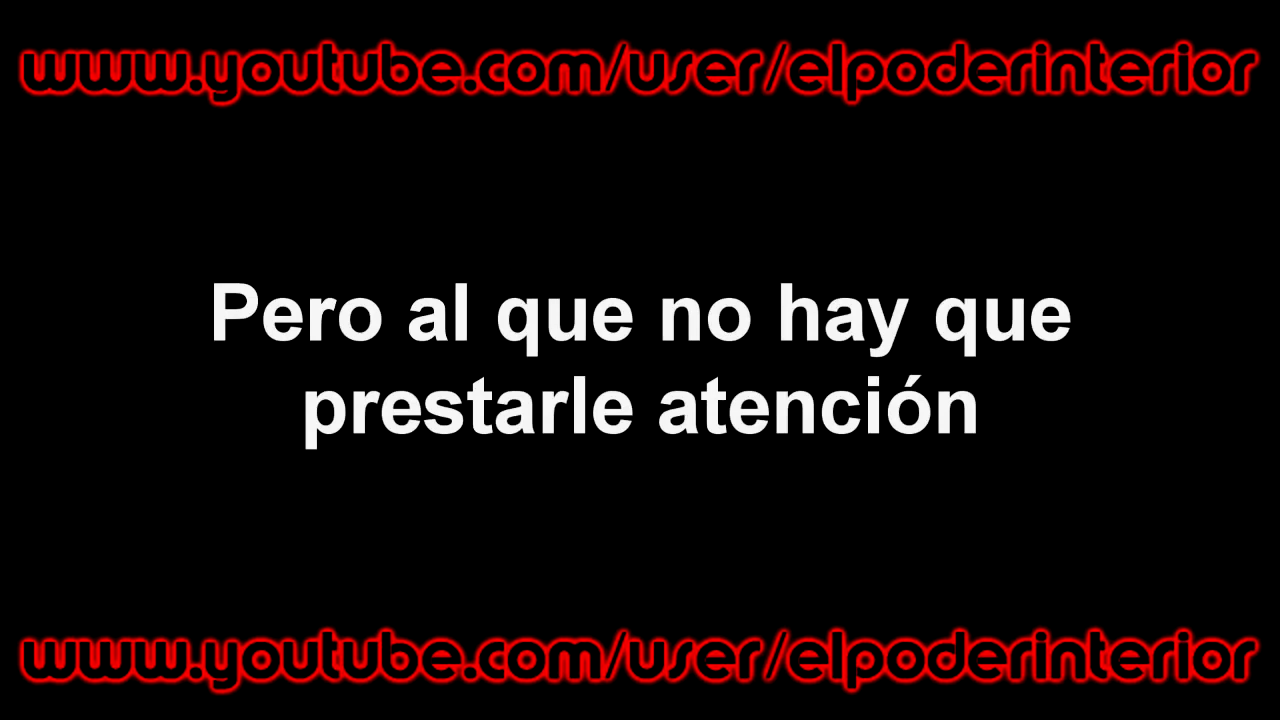 www.youtube.com/user/elpoderinterior
Pero al que no hay que
prestarle atención
www.youtube.com/user/elpoderinterior